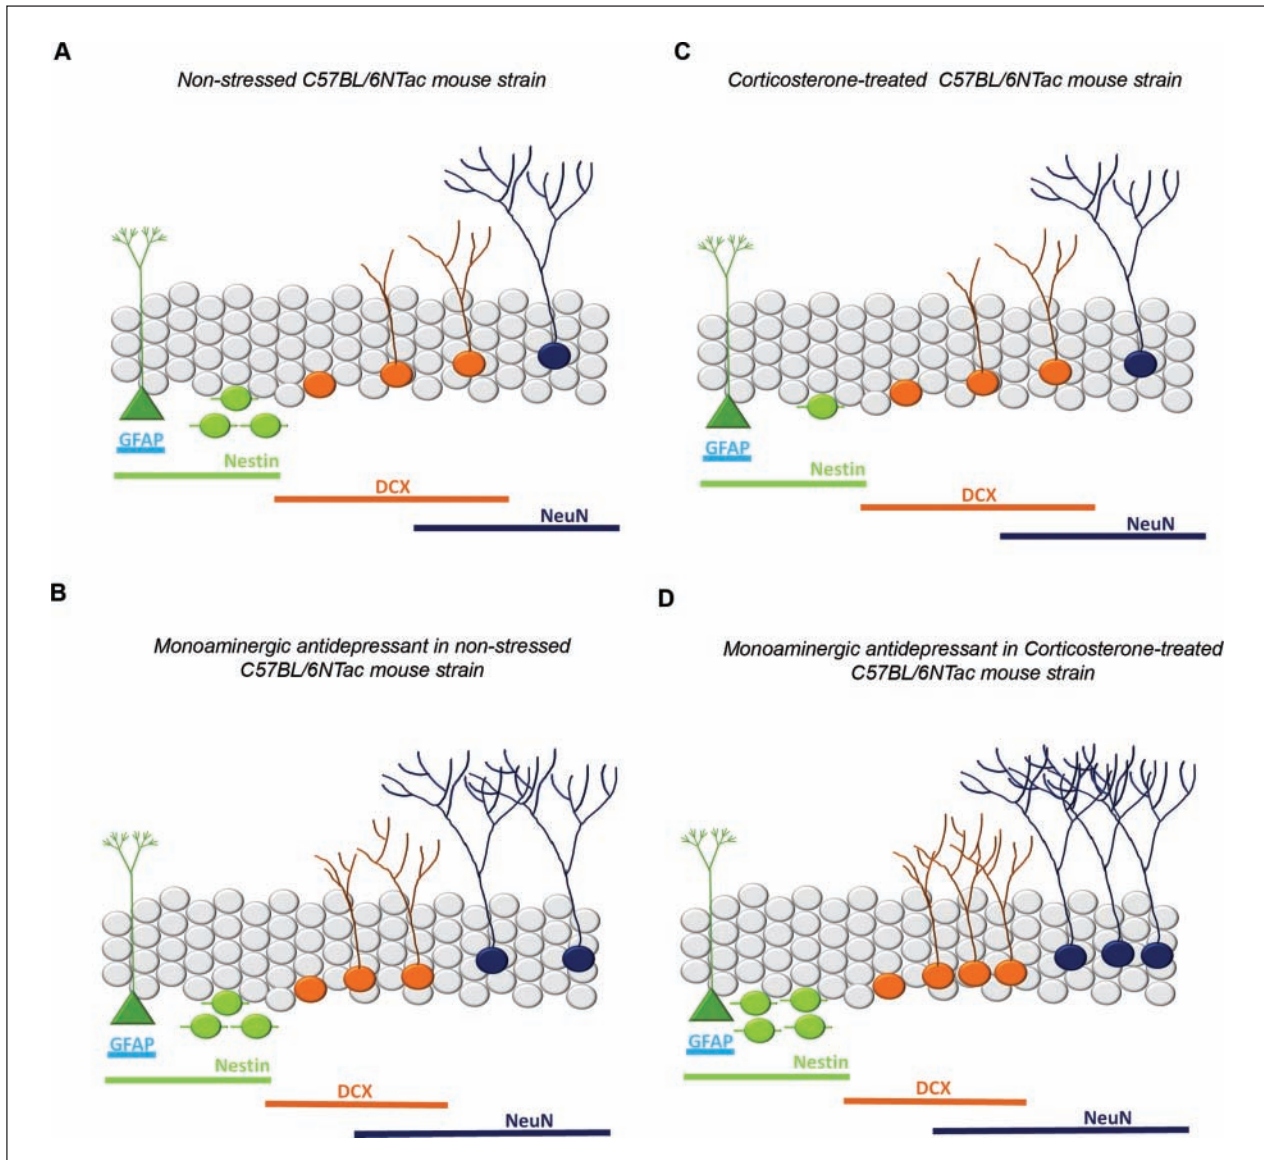 A
Non-stressed C57BL/6NTac mouse strain
GFAP
Nestin
DCX
NeuN
C
Corticosterone-treated C57BL/6NTac mouse strain
GFAP
Nestin
DCX
NeuN
B
Monoaminergic antidepressant in non-stressed
C57BL/6NTac mouse strain
GFAP
Nestin
DCX
NeuN
D
Monoaminergic antidepressant in Corticosterone-treated
C57BL/6NTac mouse strain
GFAP
Nestin
DCX
NeuN